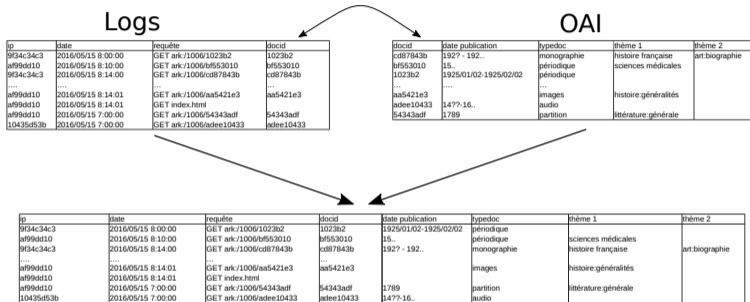 Logs
ip date requête docid
9f34c34c3 2016/05/15 8:00:00 GET ark:/1006/1023b2 1023b2
af99dd10 2016/05/15 8:10:00 GET ark:/1006/bf553010 bf553010
9f34c34c3 2016/05/15 8:14:00 GET ark:/1006/cd87843b cd87843b
.... .... ... ...
af99dd10 2016/05/15 8:14:01 GET ark:/1006/aa5421e3 aa5421e3
af99dd10 2016/05/15 8:14:01 GET index.html
af99dd10 2016/05/15 7:00:00 GET ark:/1006/54343adf 54343adf
10435d53b 2016/05/15 7:00:00 GET ark:/1006/adee10433 adee10433
OAI
docid date publication typedoc thème 1 thème 2
cd87843b 192? - 192.. monographie histoire française art:biographie
bf553010 15.. périodique sciences médicales
1023b2 1925/01/02-1925/02/02 périodique
... .... ...
aa5421e3 images histoire:généralités
adee10433 14??-16.. audio
54343adf 1789 partition littérature:générale
ip date requête docid date publication typedoc thème 1 thème 2
9f34c34c3 2016/05/15 8:00:00 GET ark:/1006/1023b2 1023b2 1925/01/02-1925/02/02 périodique
af99dd10 2016/05/15 8:10:00 GET ark:/1006/bf553010 bf553010 15.. périodique sciences médicales
9f34c34c3 2016/05/15 8:14:00 GET ark:/1006/cd87843b cd87843b 192? - 192.. monographie histoire française art:biographie
.... .... ... ...
af99dd10 2016/05/15 8:14:01 GET ark:/1006/aa5421e3 aa5421e3 images histoire:généralités
af99dd10 2016/05/15 8:14:01 GET index.html
af99dd10 2016/05/15 7:00:00 GET ark:/1006/54343adf 54343adf 1789 partition littérature:générale
10435d53b 2016/05/15 7:00:00 GET ark:/1006/adee10433 adee10433 14??-16.. audio